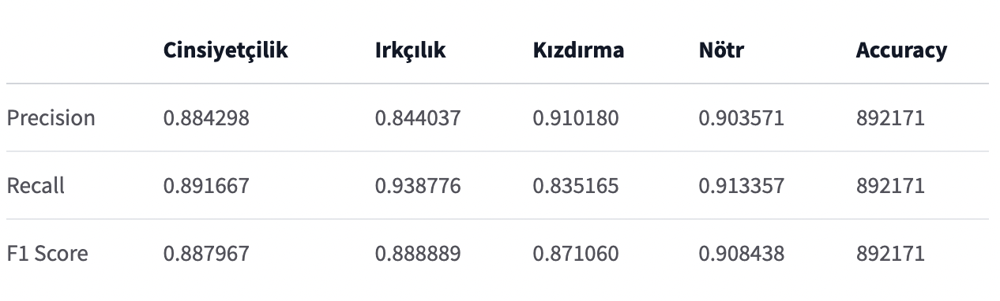 Cinsiyetçilik Irkçılık Kızdırma Nötr Accuracy
Precision 0.884298 0.844037 0.910180 0.903571 892171
Recall 0.891667 0.938776 0.835165 0.913357 892171
F1 Score 0.887967 0.888889 0.871060 0.908438 892171